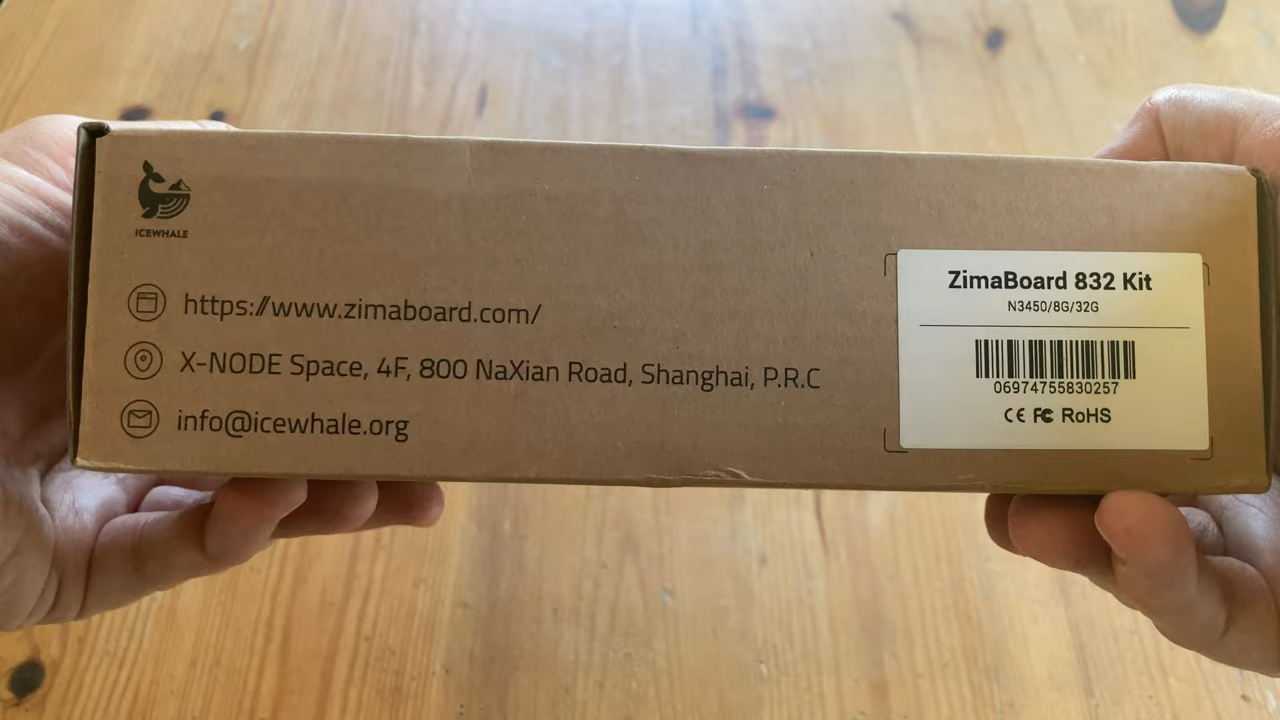 ICEWHALE
https://www.zimaboard.com/
X-NODE Space, 4F, 800 NaXian Road, Shanghai, P.R.C
info@icewhale.org
ZimaBoard 832 Kit
N3450/8G/32G
06974755830257
CE FC RoHS